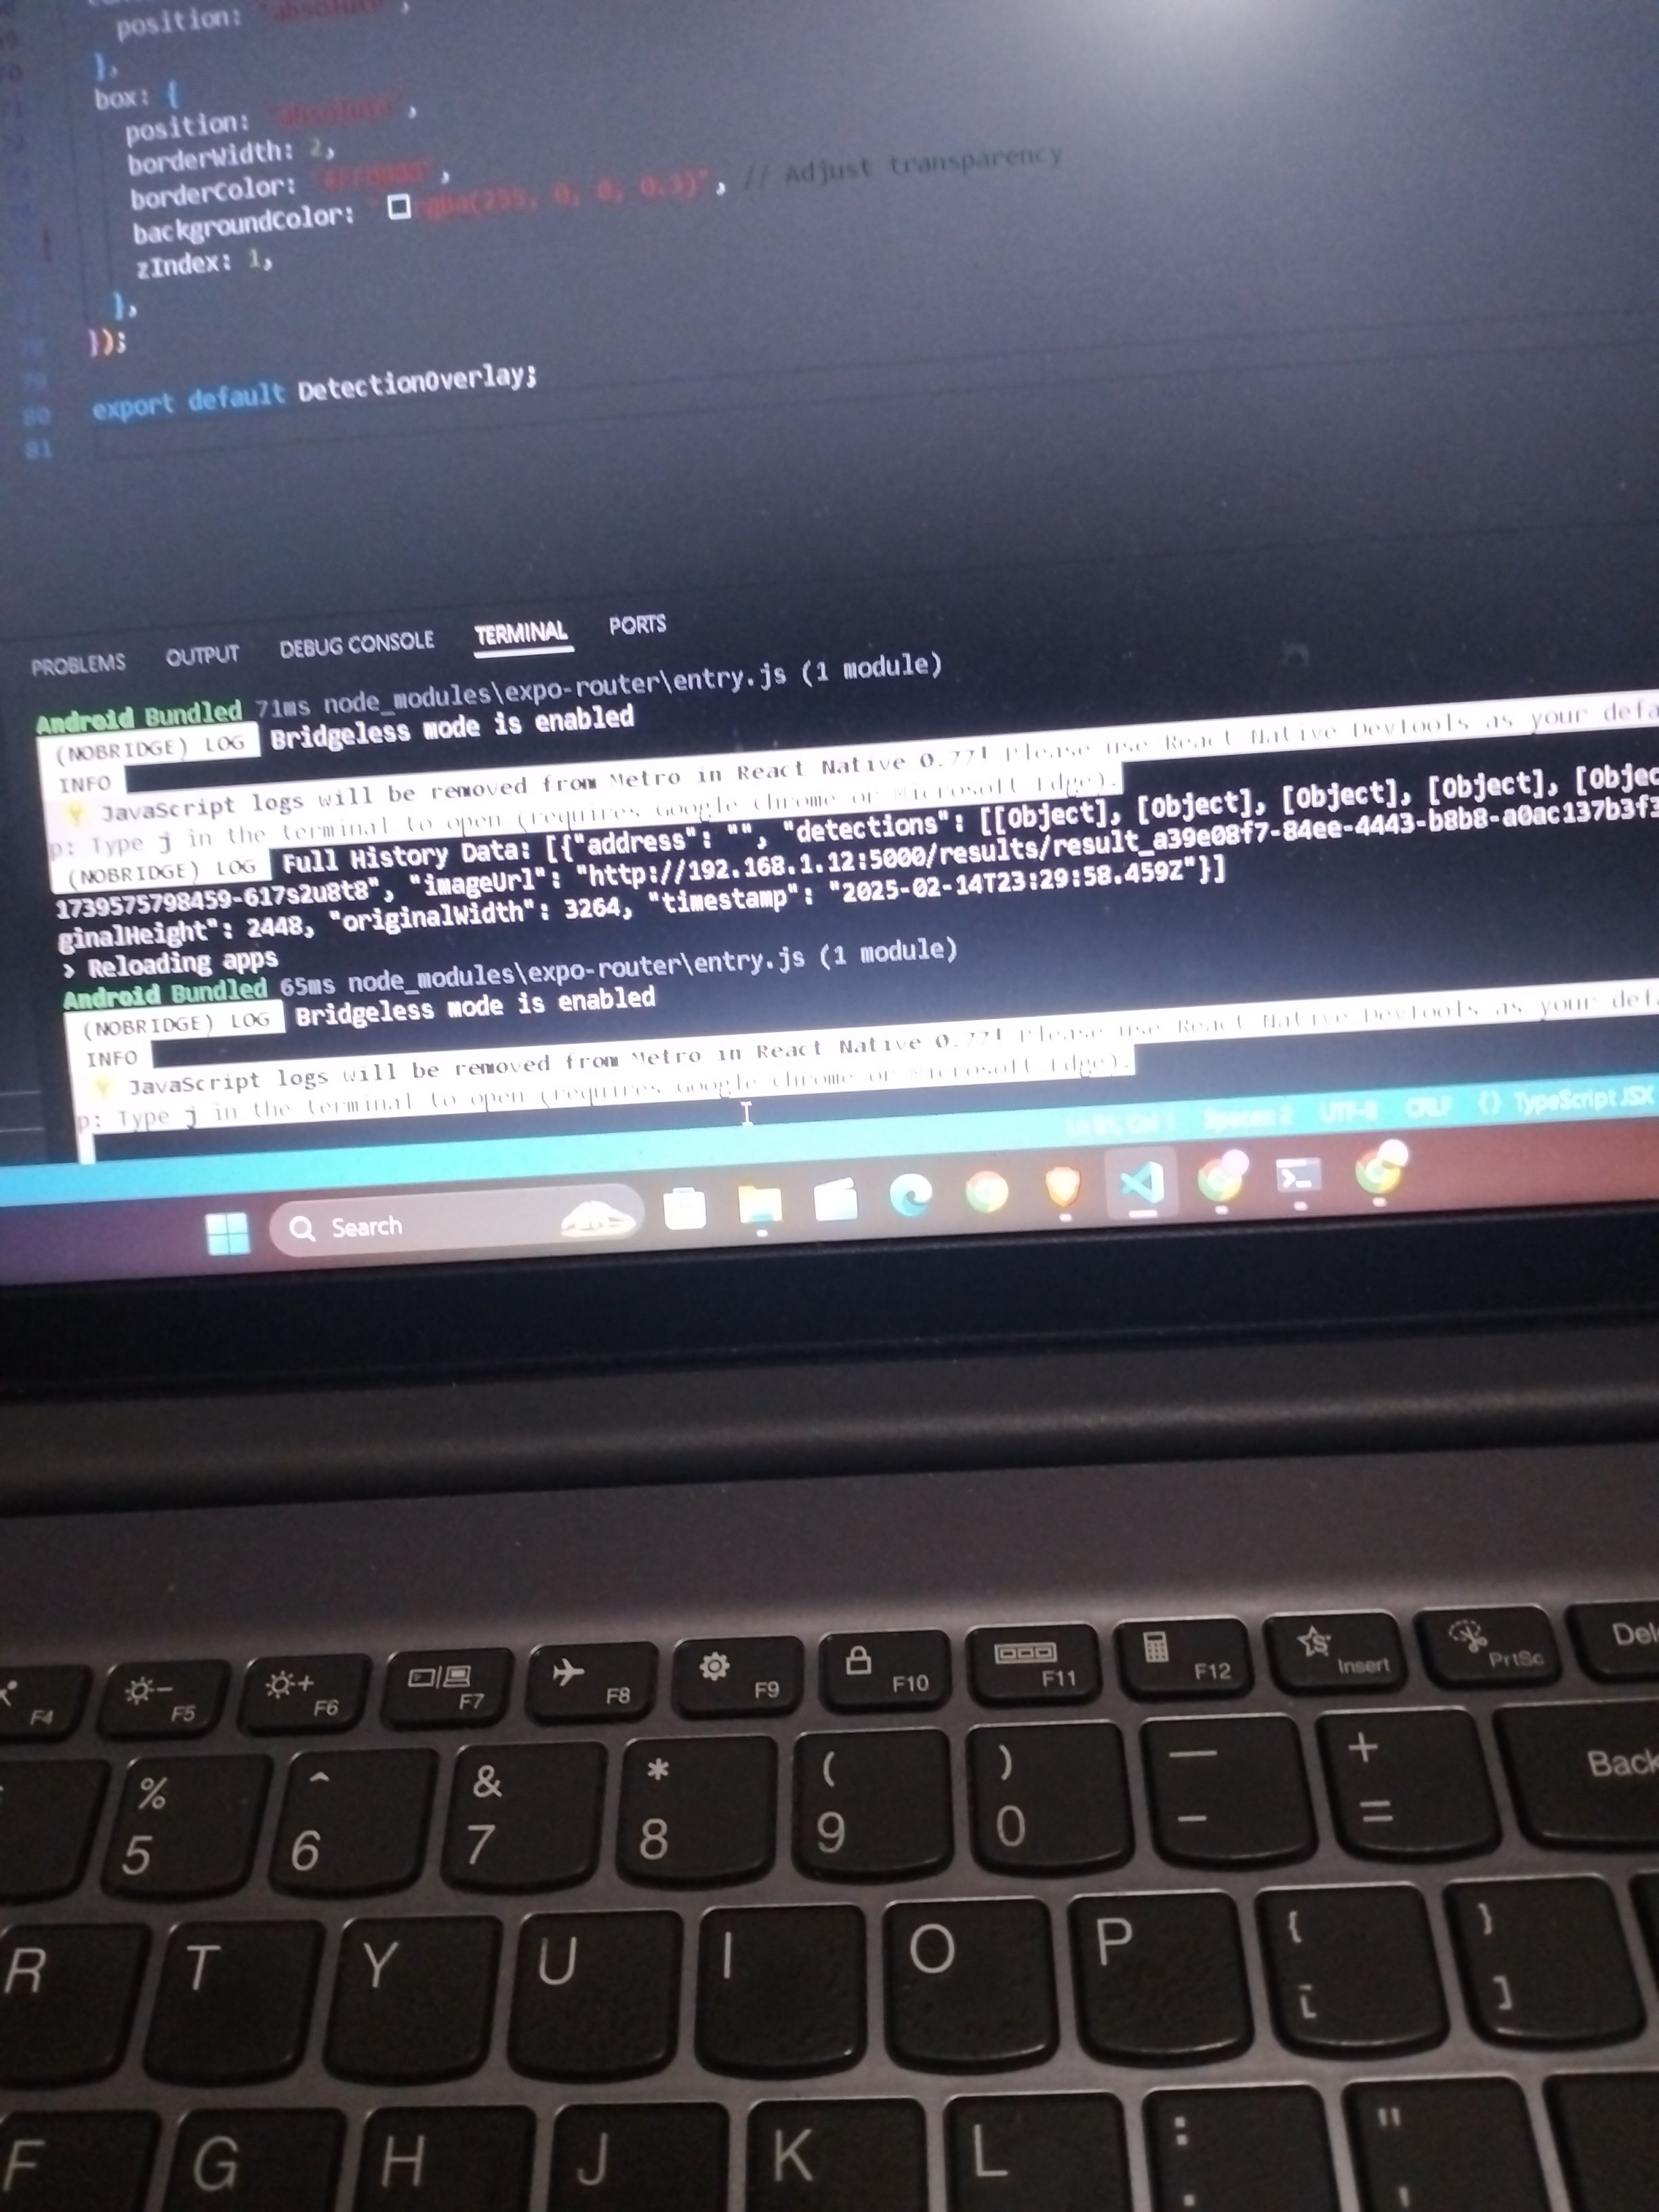 position: "absolute",
},
box: {
position: "absolute",
borderWidth: 2,
borderColor:
backgroundColor: rgba(255, 0, 0, 0.3)", // Adjust transparency
zIndex: 1,
},
});
79
80 export default DetectionOverlay;
81
PROBLEMS OUTPUT DEBUG CONSOLE TERMINAL PORTS
Android Bundled 71ms node_modules\expo-router\entry.js (1 module)
(NOBRIDGE) LOG Bridgeless mode is enabled
INFO
💡 JavaScript logs will be removed from Metro in React Native 0.77! Please use React Native DevTools as your defa
p: Type j in the terminal to open (requires Google Chrome or Microsoft Edge).
(NOBRIDGE) LOG Full History Data: [{"address": "", "detections": [[Object], [Object], [Object], [Object], [Objec
1739575798459-617s2u8t8", "imageUrl": "http://192.168.1.12:5000/results/result_a39e08f7-84ee-4443-b8b8-a0ac137b3f3
ginalHeight": 2448, "originalWidth": 3264, "timestamp": "2025-02-14T23:29:58.459Z"}]
› Reloading apps
Android Bundled 65ms node_modules\expo-router\entry.js (1 module)
(NOBRIDGE) LOG Bridgeless mode is enabled
INFO
💡 JavaScript logs will be removed from Metro in React Native 0.77! Please use React Native DevTools as your defa
p: Type j in the terminal to open (requires Google Chrome or Microsoft Edge).
Ln 81, Col 1 Spaces: 2 UTF-8 CRLF {} TypeScript JSX
Search
F4 F5 F6 F7 F8 F9 F10 F11 F12 Insert PrtSc Del
% 5 ^ 6 & 7 * 8 ( 9 ) 0 — - + = Back
R T Y U I O P { [ } ]
F G H J K L : ; " '